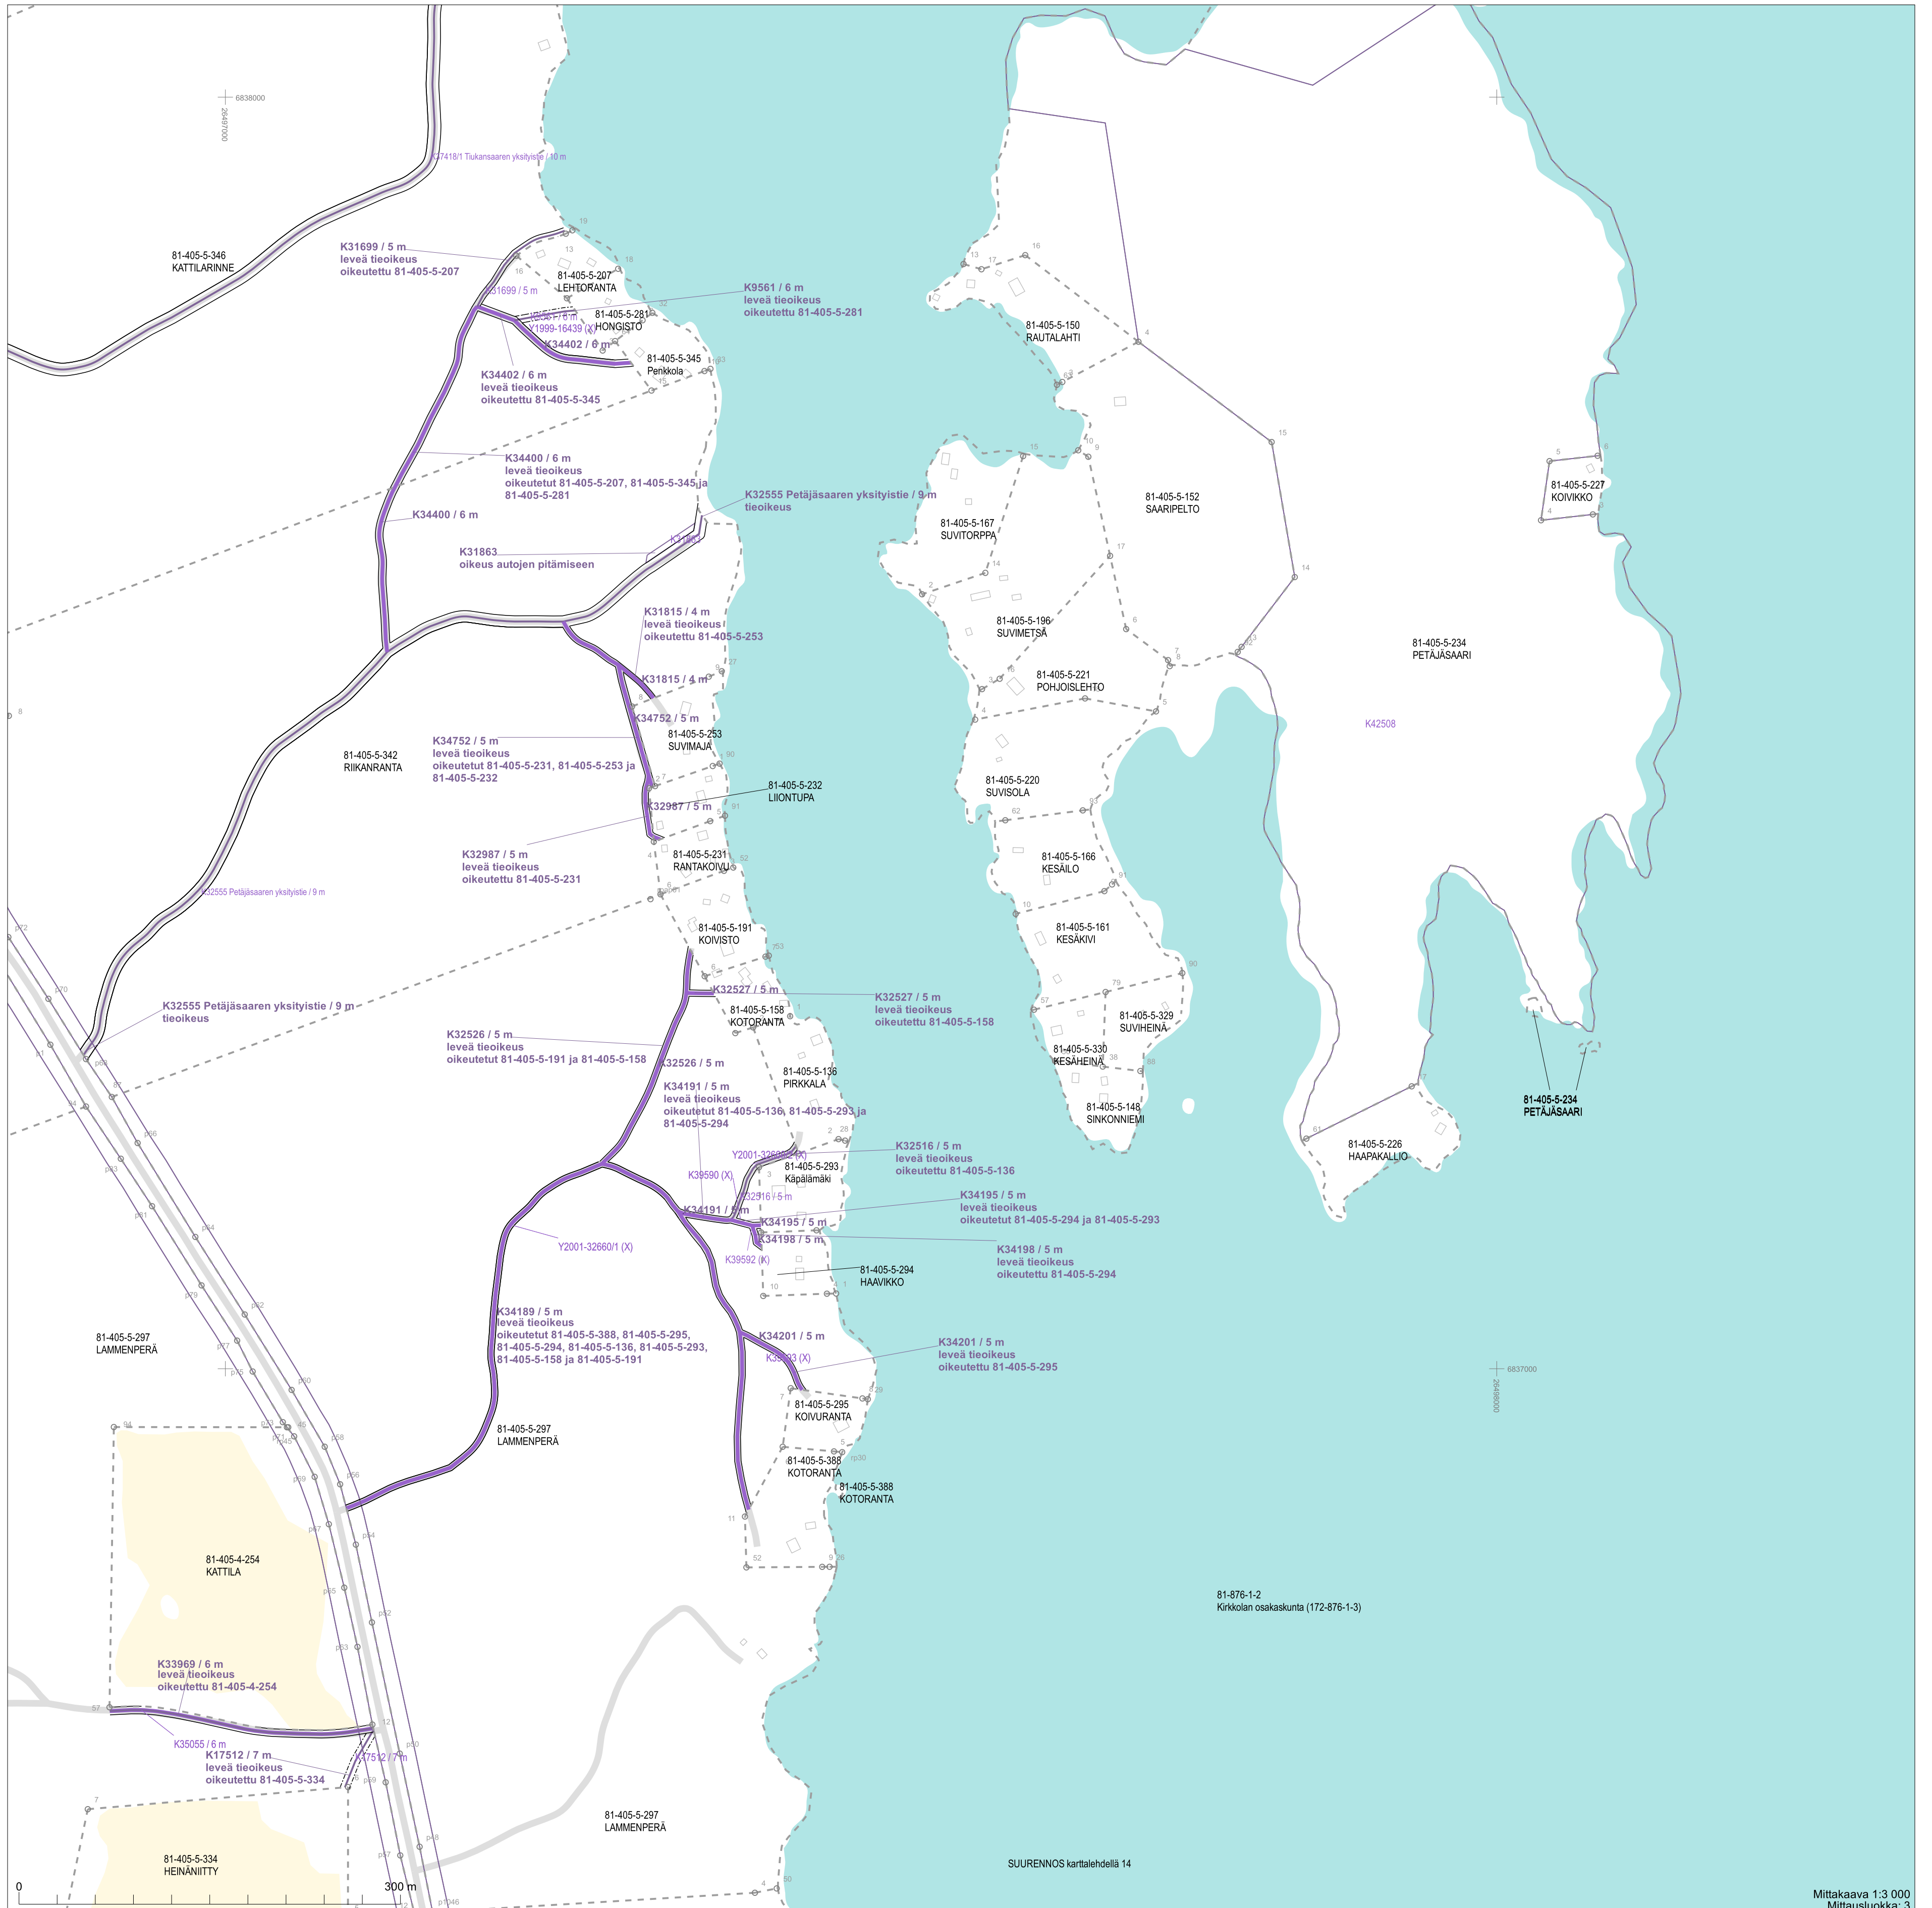 6838000
26497000
K17418/1 Tiukansaaren yksityistie / 10 m
81-405-5-346
KATTILARINNE
K31699 / 5 m
leveä tieoikeus
oikeutettu 81-405-5-207
81-405-5-207
LEHTORANTA
K31699 / 5 m
K9561 / 6 m
leveä tieoikeus
oikeutettu 81-405-5-281
81-405-5-281
HONGISTO
K9561 / 6 m
Y1999-16439 (X)
K34402 / 6 m
81-405-5-345
Penkkola
K34402 / 6 m
leveä tieoikeus
oikeutettu 81-405-5-345
81-405-5-150
RAUTALAHTI
K34400 / 6 m
leveä tieoikeus
oikeutetut 81-405-5-207, 81-405-5-345 ja
81-405-5-281
K34400 / 6 m
K32555 Petäjäsaaren yksityistie / 9 m
tieoikeus
K31863
K31863
oikeus autojen pitämiseen
81-405-5-152
SAARIPELTO
81-405-5-227
KOIVIKKO
81-405-5-167
SUVITORPPA
81-405-5-196
SUVIMETSÄ
K31815 / 4 m
leveä tieoikeus
oikeutettu 81-405-5-253
K31815 / 4 m
81-405-5-234
PETÄJÄSAARI
81-405-5-221
POHJOISLEHTO
K34752 / 5 m
K42508
81-405-5-253
SUVIMAJA
K34752 / 5 m
leveä tieoikeus
oikeutetut 81-405-5-231, 81-405-5-253 ja
81-405-5-232
81-405-5-342
RIIKANRANTA
81-405-5-232
LIIONTUPA
81-405-5-220
SUVISOLA
K32987 / 5 m
K32987 / 5 m
leveä tieoikeus
oikeutettu 81-405-5-231
81-405-5-231
RANTAKOIVU
81-405-5-166
KESÄILO
K32555 Petäjäsaaren yksityistie / 9 m
81-405-5-191
KOIVISTO
81-405-5-161
KESÄKIVI
K32555 Petäjäsaaren yksityistie / 9 m
tieoikeus
K32527 / 5 m
K32527 / 5 m
leveä tieoikeus
oikeutettu 81-405-5-158
81-405-5-158
KOTORANTA
81-405-5-329
SUVIHEINÄ
K32526 / 5 m
leveä tieoikeus
oikeutetut 81-405-5-191 ja 81-405-5-158
K32526 / 5 m
81-405-5-330
KESÄHEINÄ
81-405-5-136
PIRKKALA
K34191 / 5 m
leveä tieoikeus
oikeutetut 81-405-5-136, 81-405-5-293 ja
81-405-5-294
81-405-5-148
SINKONNIEMI
81-405-5-234
PETÄJÄSAARI
81-405-5-226
HAAPAKALLIO
K32516 / 5 m
leveä tieoikeus
oikeutettu 81-405-5-136
81-405-5-293
Käpälämäki
K39590 (X)
K32516 / 5 m
K34191 / 5 m
K34195 / 5 m
leveä tieoikeus
oikeutetut 81-405-5-294 ja 81-405-5-293
K34195 / 5 m
K34198 / 5 m
K34198 / 5 m
leveä tieoikeus
oikeutettu 81-405-5-294
Y2001-32660/1 (X)
K39592 (X)
81-405-5-294
HAAVIKKO
K34189 / 5 m
leveä tieoikeus
oikeutetut 81-405-5-388, 81-405-5-295,
81-405-5-294, 81-405-5-136, 81-405-5-293,
81-405-5-158 ja 81-405-5-191
81-405-5-297
LAMMENPERÄ
K34201 / 5 m
K34201 / 5 m
leveä tieoikeus
oikeutettu 81-405-5-295
6837000
26498000
81-405-5-295
KOIVURANTA
81-405-5-297
LAMMENPERÄ
81-405-5-388
KOTORANTA
81-405-5-388
KOTORANTA
81-405-4-254
KATTILA
81-876-1-2
Kirkkolan osakaskunta (172-876-1-3)
K33969 / 6 m
leveä tieoikeus
oikeutettu 81-405-4-254
K35055 / 6 m
K17512 / 7 m
leveä tieoikeus
oikeutettu 81-405-5-334
K17512 / 7 m
81-405-5-297
LAMMENPERÄ
81-405-5-334
HEINÄNIITTY
SUURENNOS karttalehdellä 14
0
300 m
Mittakaava 1:3 000
Mittausluokka: 3